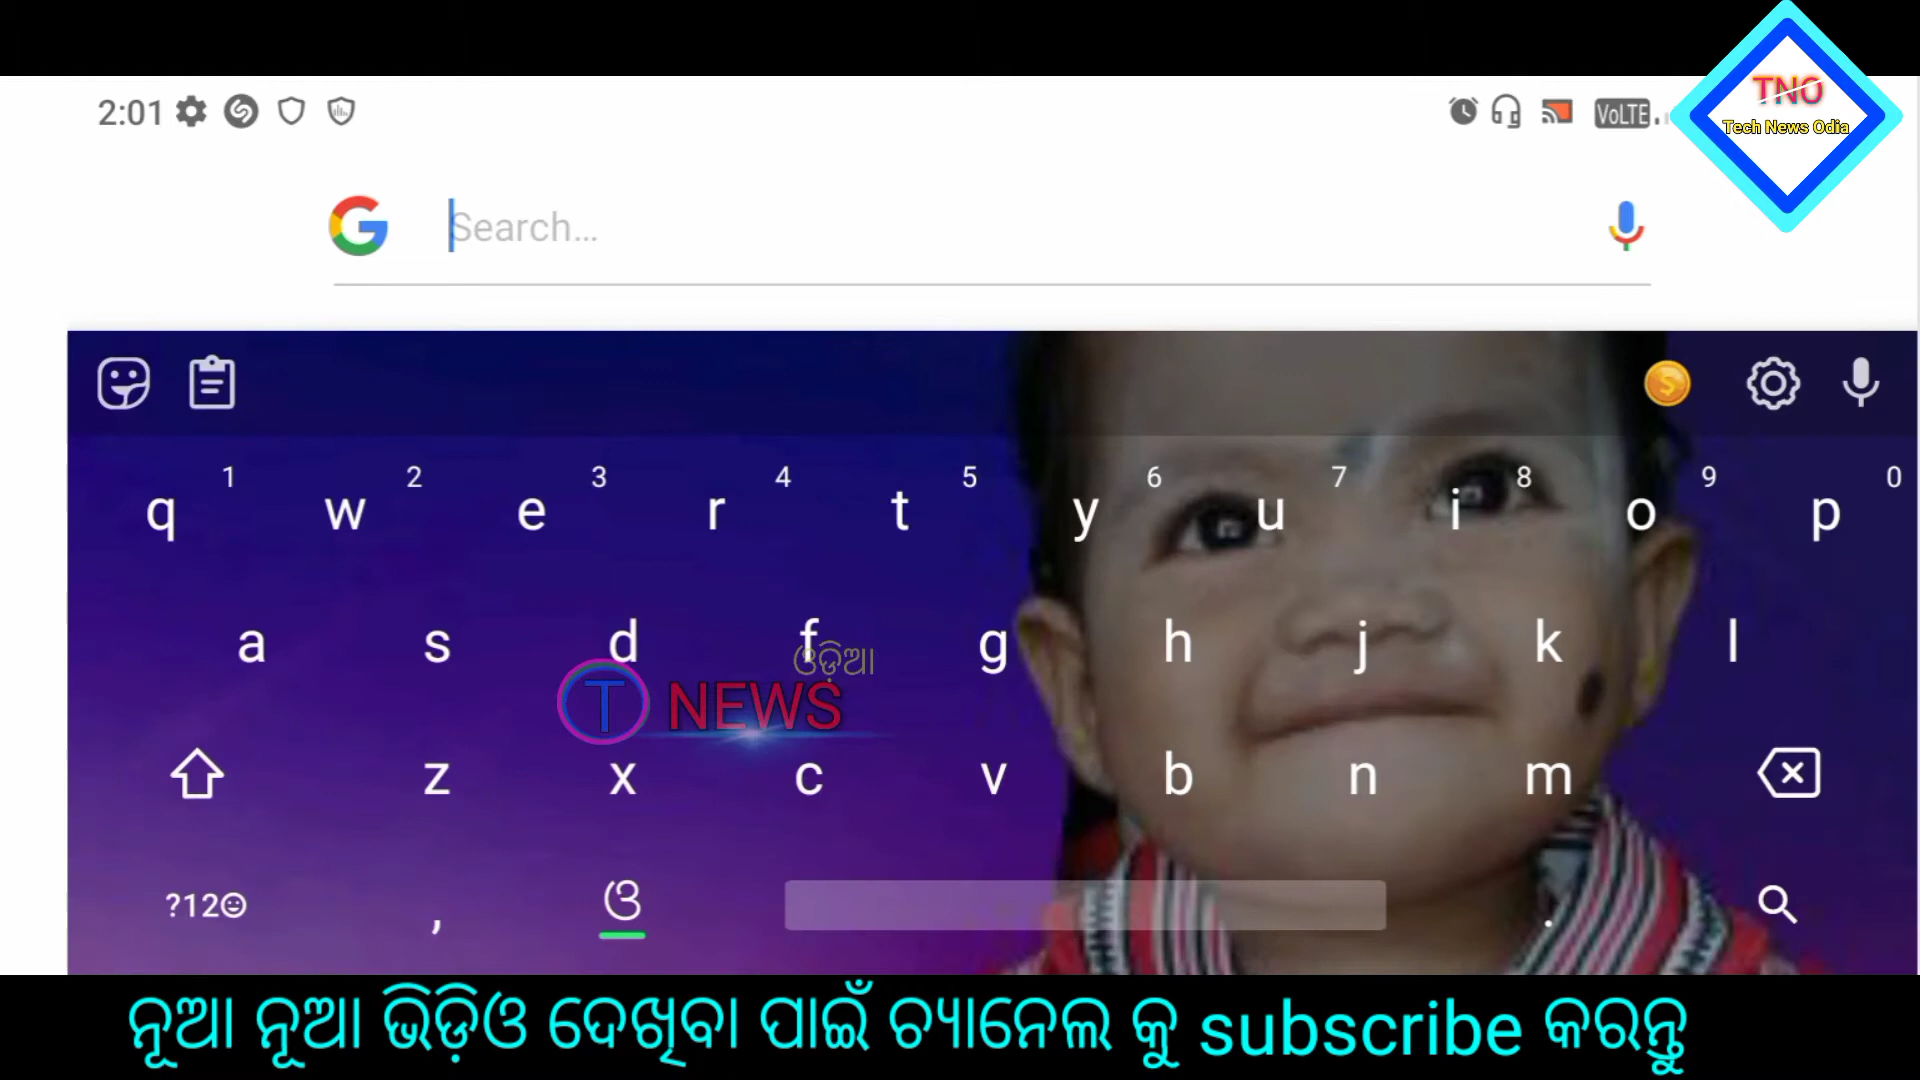 TNO
Tech News Odia
2:01
VoLTE
Search...
q 1 w 2 e 3 r 4 t 5 y 6 u 7 i 8 o 9 p 0
a s d f g h j k l
ଓଡ଼ିଆ
T NEWS
z x c v b n m
?12☺ , ଓ .
ନୂଆ ନୂଆ ଭିଡ଼ିଓ ଦେଖିବା ପାଇଁ ଚ୍ୟାନେଲ କୁ subscribe କରନ୍ତୁ